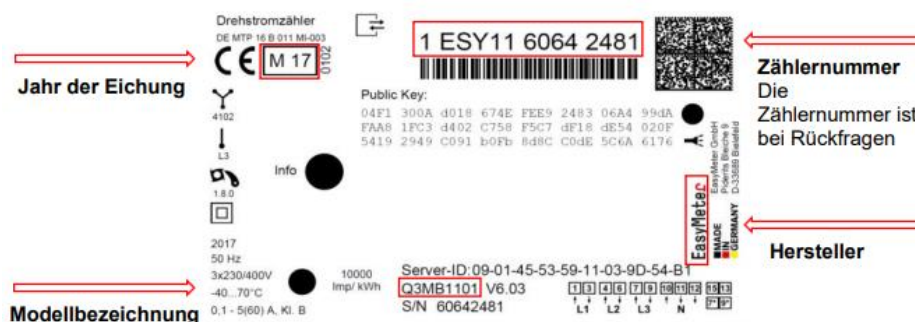 Drehstromzähler
DE MTP 16 B 011 MI-003
CE M 17 0102
1 ESY11 6064 2481
Jahr der Eichung
Zählernummer
Die
Zählernummer ist
bei Rückfragen
Public Key:
04F1 300A d018 674E FEE9 2483 06A4 99dA
FAA8 1FC3 d402 C758 F5C7 dF18 dE54 020F
5419 2949 C091 b0Fb 8d8C C0dE 5C6A 6176
4102
L3
Info
1.8.0
EasyMeter
EasyMeter GmbH
Piderits Bleiche 9
D-33689 Bielefeld
MADE
IN
GERMANY
Hersteller
2017
50 Hz
3x230/400V
-40...70°C
0,1 - 5(60) A, Kl. B
10000
Imp/ kWh
Server-ID:09-01-45-53-59-11-03-9D-54-B1
Q3MB1101 V6.03
S/N 60642481
1 3 4 6 7 9 10 11 12 15 13
L1 L2 L3 N 7* 9*
Modellbezeichnung